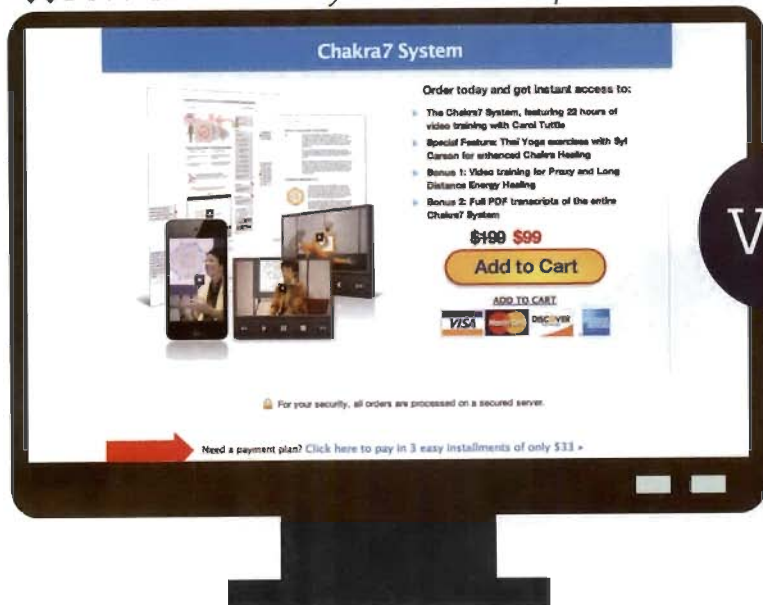 Chakra7 System
Order today and get instant access to:
The Chakra7 System, featuring 22 hours of
video training with Carol Tuttle
Special Feature: Thai Yoga exercises with Syl
Carson for enhanced Chakra Healing
Bonus 1: Video training for Proxy and Long
Distance Energy Healing
Bonus 2: Full PDF transcripts of the entire
Chakra7 System
$199 $99
Add to Cart
ADD TO CART
VISA MasterCard DISCOVER
For your security, all orders are processed on a secured server.
Need a payment plan? Click here to pay in 3 easy installments of only $33 »
V